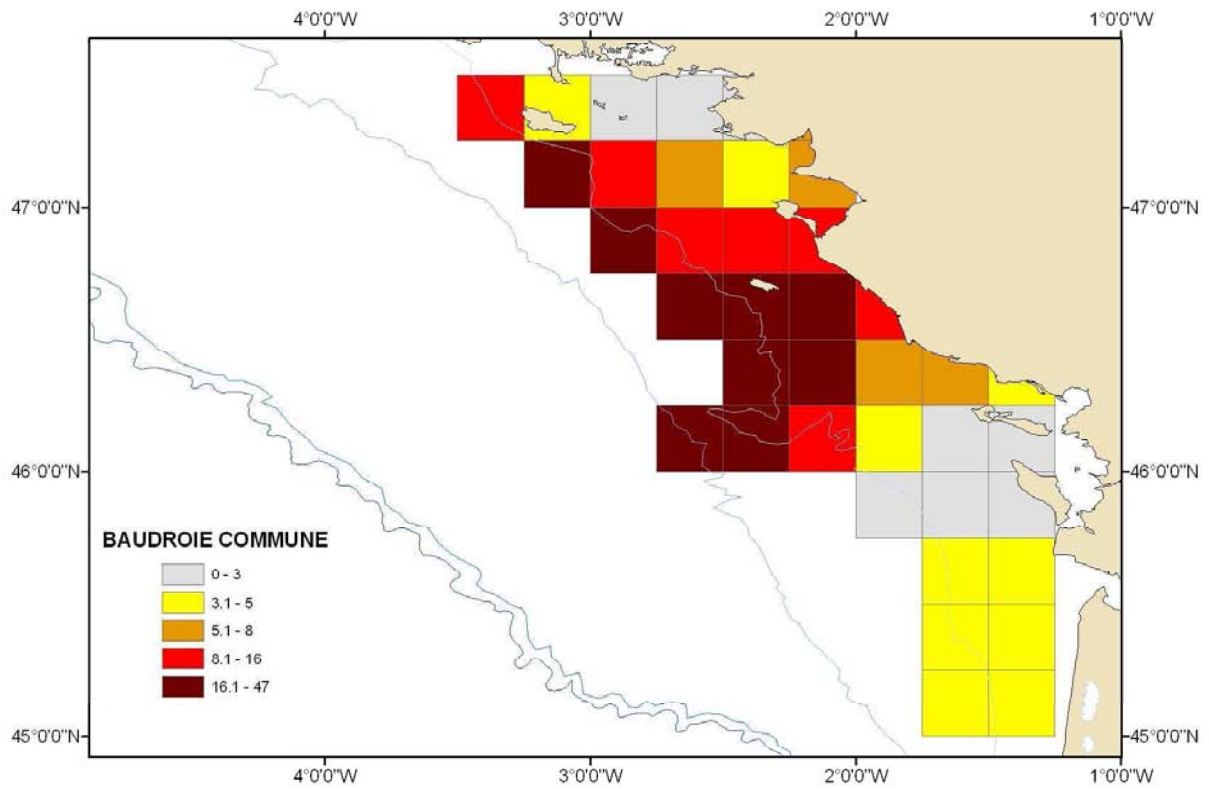 4°0'0"W 3°0'0"W 2°0'0"W 1°0'0"W
47°0'0"N 47°0'0"N
46°0'0"N 46°0'0"N
BAUDROIE COMMUNE
0 - 3
3.1 - 5
5.1 - 8
8.1 - 16
16.1 - 47
45°0'0"N 45°0'0"N
4°0'0"W 3°0'0"W 2°0'0"W 1°0'0"W